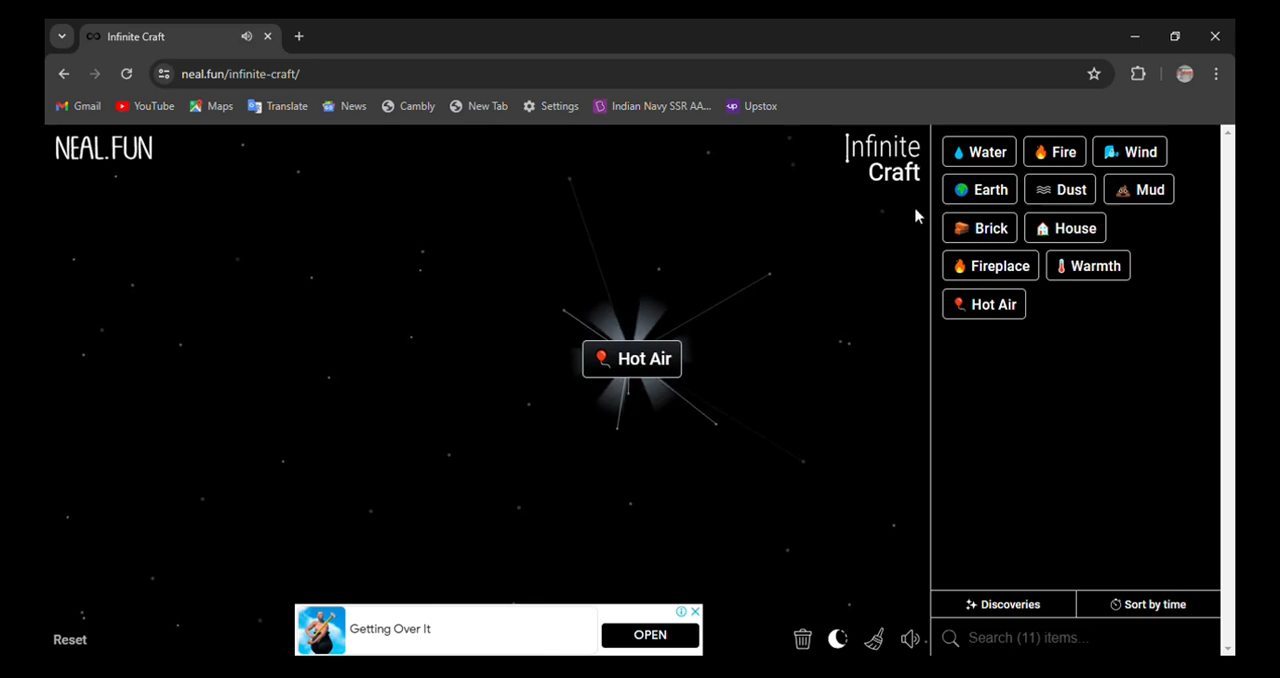 Infinite Craft
neal.fun/infinite-craft/
Gmail YouTube Maps Translate News Cambly New Tab Settings Indian Navy SSR AA... Upstox
NEAL.FUN
Infinite
Craft
Water Fire Wind
Earth Dust Mud
Brick House
Fireplace Warmth
Hot Air
Hot Air
Discoveries Sort by time
Getting Over It
OPEN
Reset
Search (11) items...